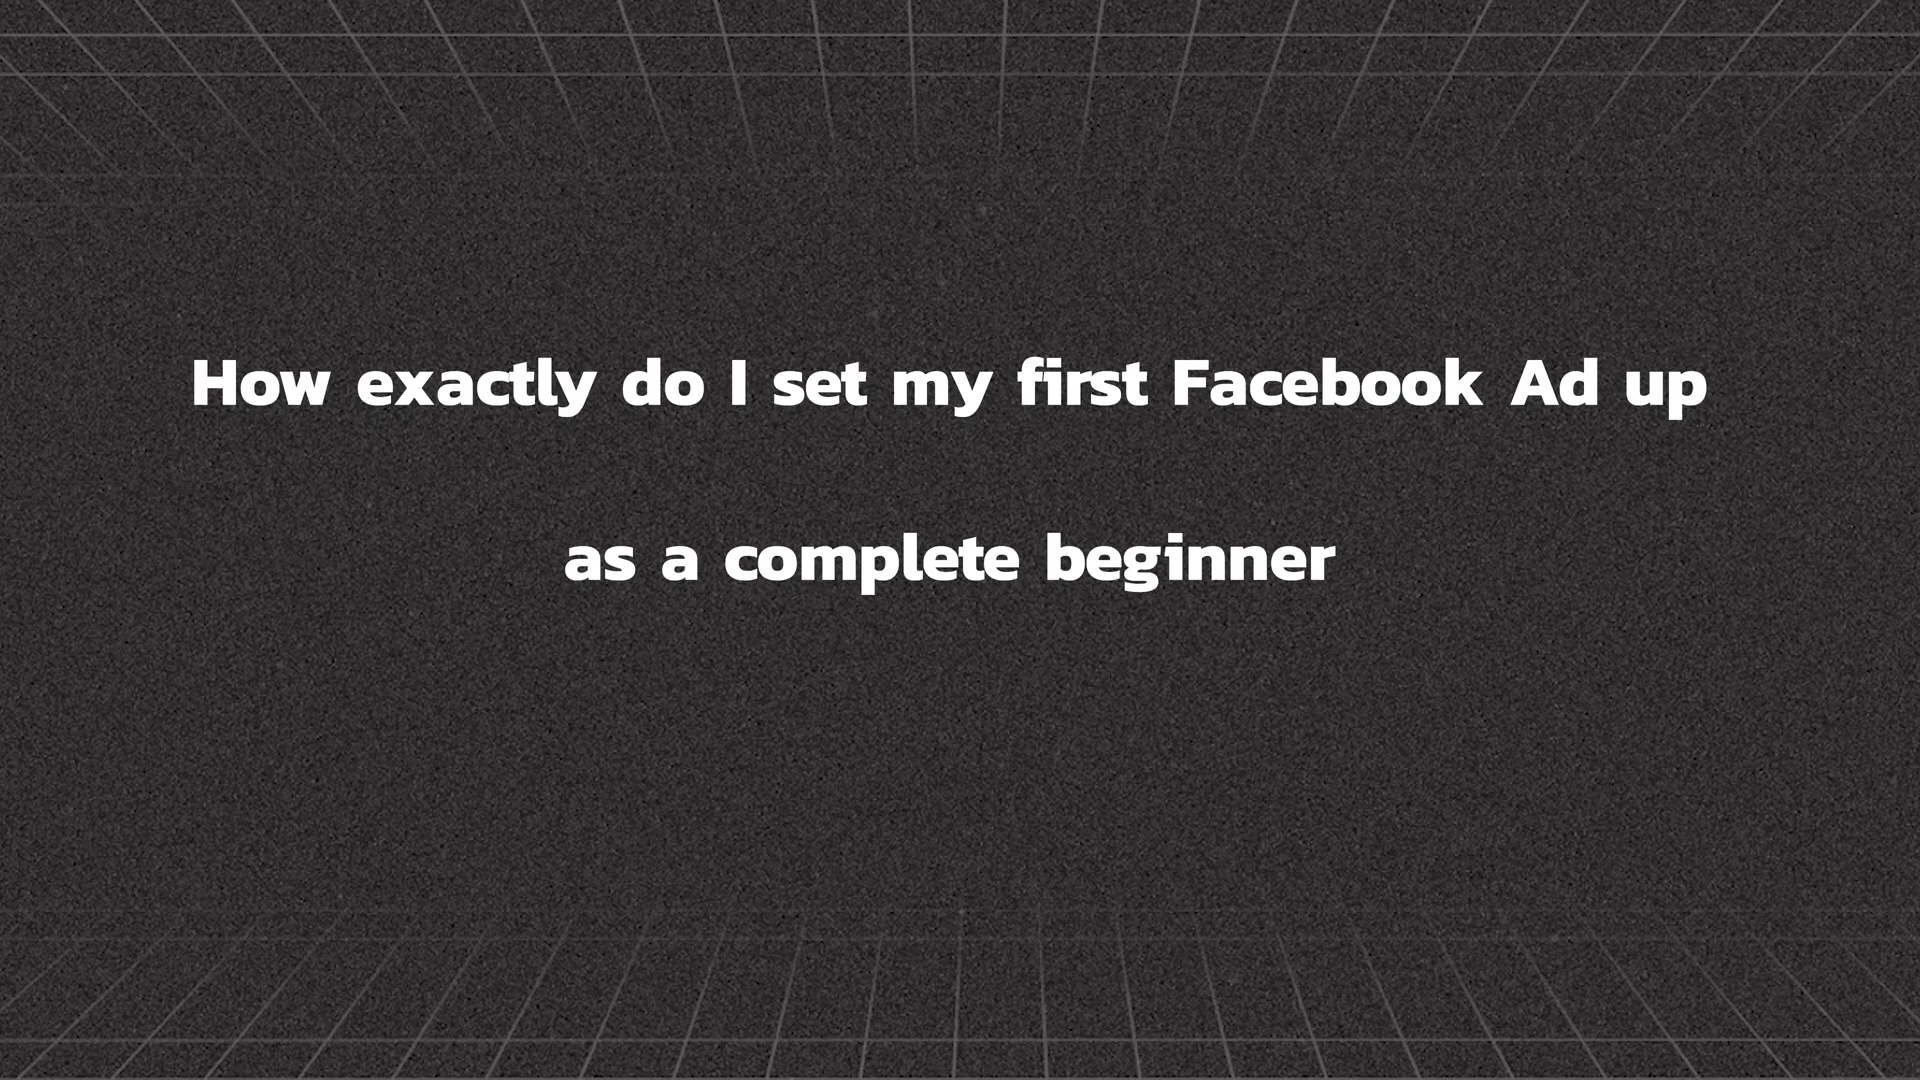 How exactly do I set my first Facebook Ad up
as a complete beginner